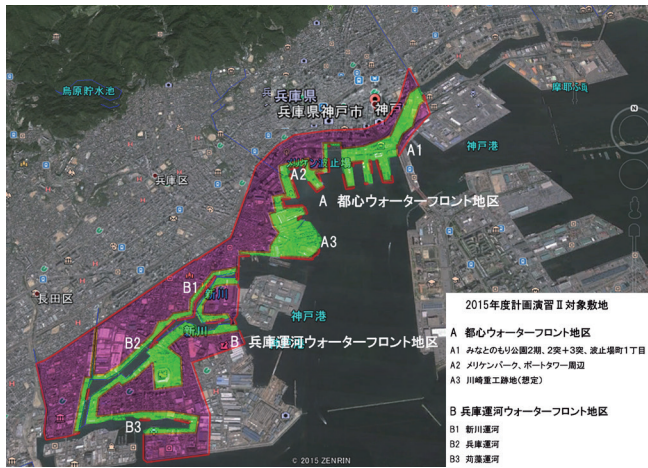 摩耶ふ頭
烏原貯水池
兵庫県
兵庫県神戸市
神戸
A1
神戸港
メリケン波止場
A2
兵庫区
A 都心ウォーターフロント地区
A3
長田区
B1
新川
神戸港
新川
B 兵庫運河ウォーターフロント地区
B2
B3
© 2015 ZENRIN
N
2015年度計画演習Ⅱ対象敷地
A 都心ウォーターフロント地区
A1 みなとのもり公園2期、2突+3突、波止場町1丁目
A2 メリケンパーク、ポートタワー周辺
A3 川崎重工跡地(想定)
B 兵庫運河ウォーターフロント地区
B1 新川運河
B2 兵庫運河
B3 苅藻運河